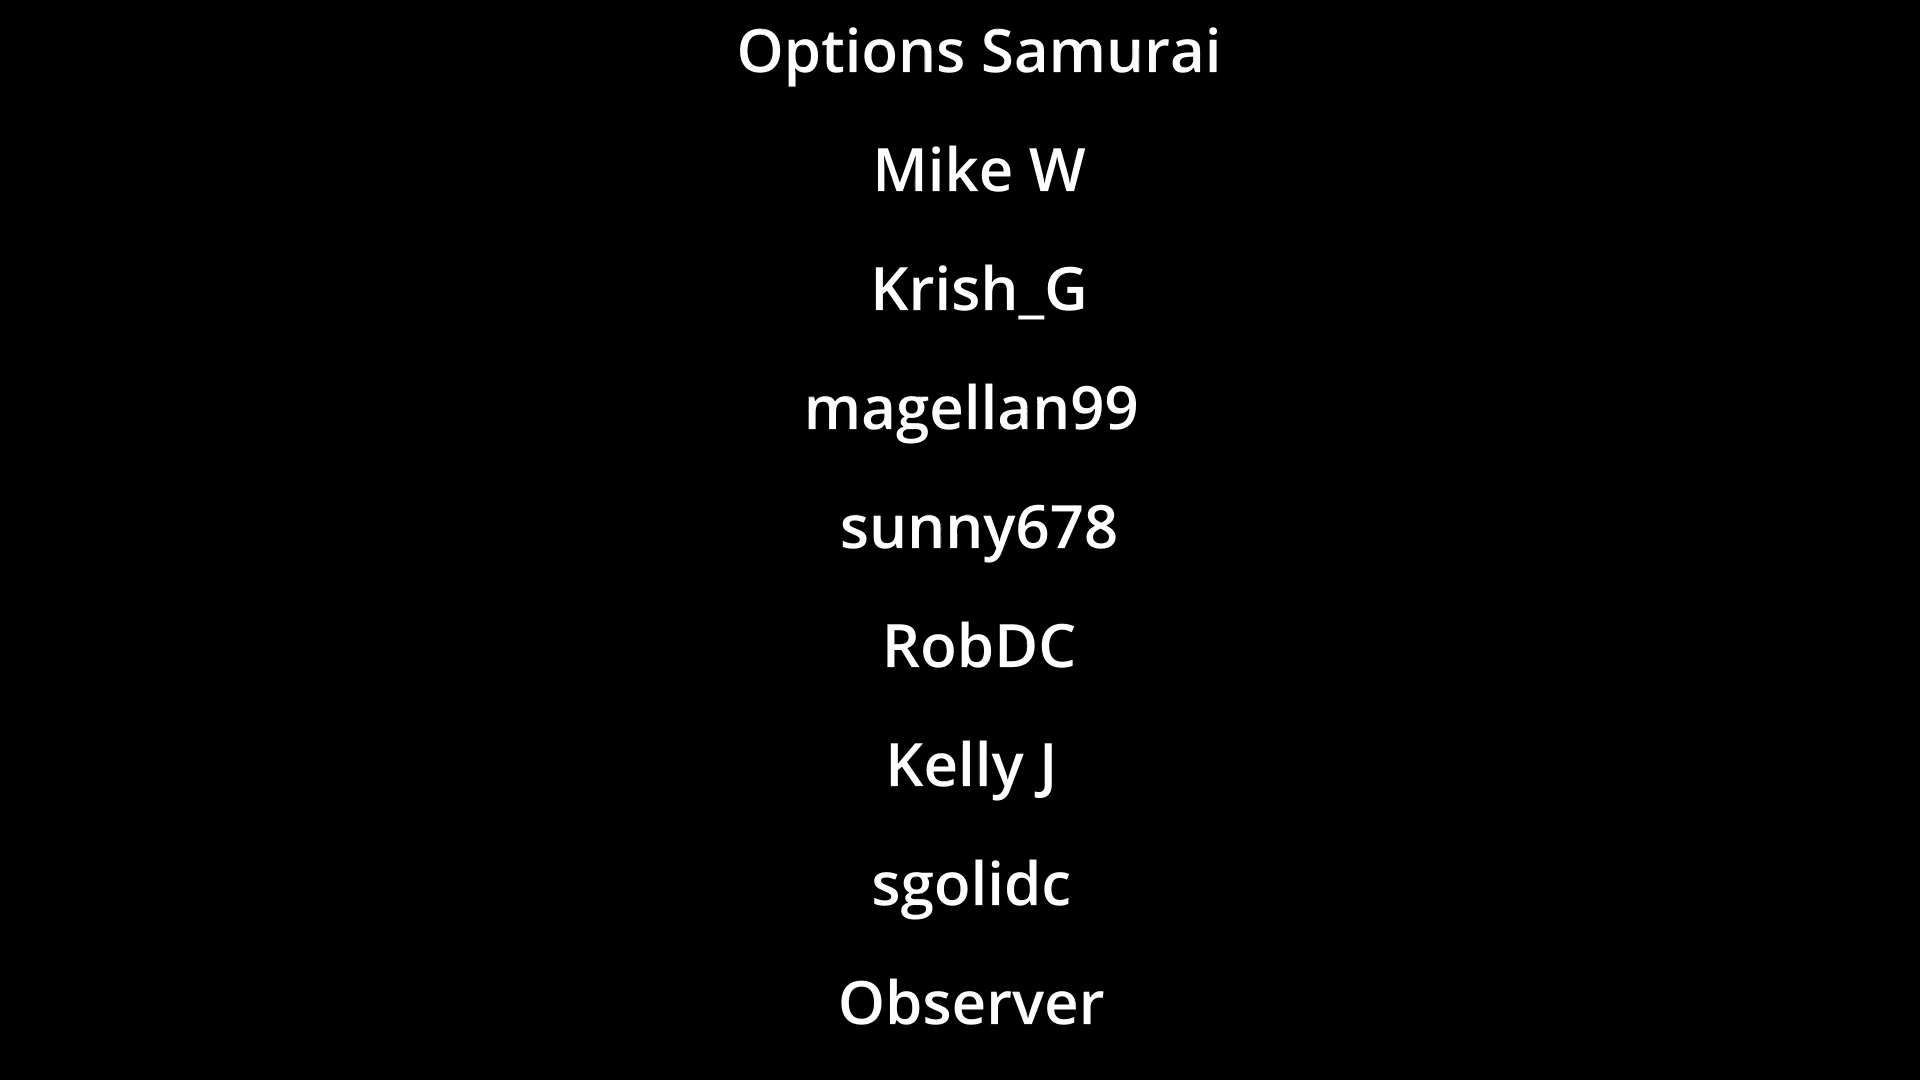 Options Samurai
Mike W
Krish_G
magellan99
sunny678
RobDC
Kelly J
sgolidc
Observer